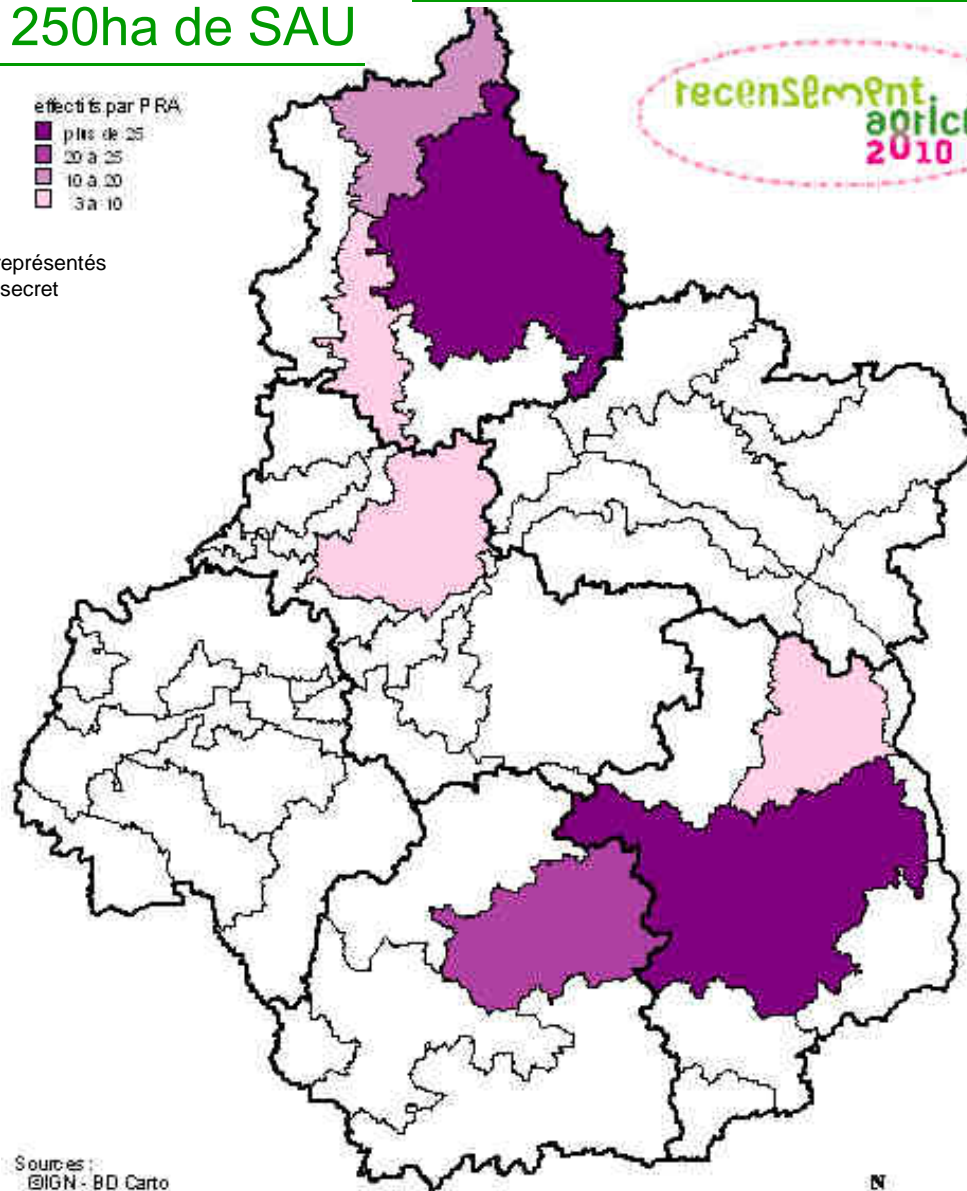 250ha de SAU
effectifs par PRA
plus de 25
20 à 25
10 à 20
3 à 10
recensement
2010
représentés
secret
Sources :
©IGN - BD Carto
N